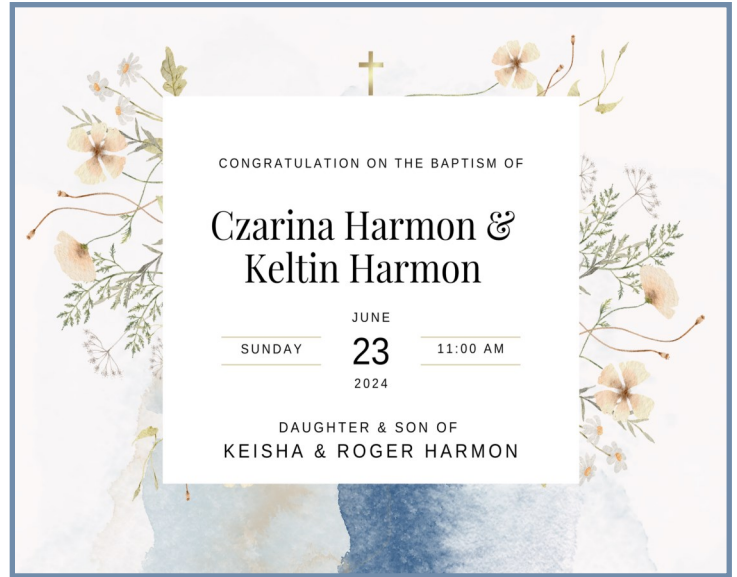 CONGRATULATION ON THE BAPTISM OF
Czarina Harmon &
Keltin Harmon
JUNE
SUNDAY 23 11:00 AM
2024
DAUGHTER & SON OF
KEISHA & ROGER HARMON